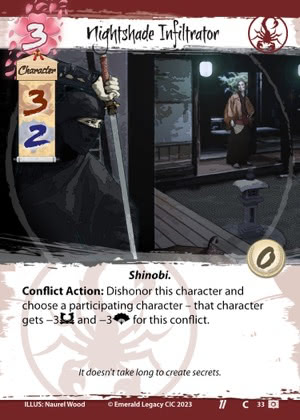 3
Nightshade Infiltrator
Character
3
2
0
Shinobi.
Conflict Action: Dishonor this character and
choose a participating character – that character
gets –3 and –3 for this conflict.
It doesn't take long to create secrets.
ILLUS: Naurel Wood © Emerald Legacy CIC 2023 C 33